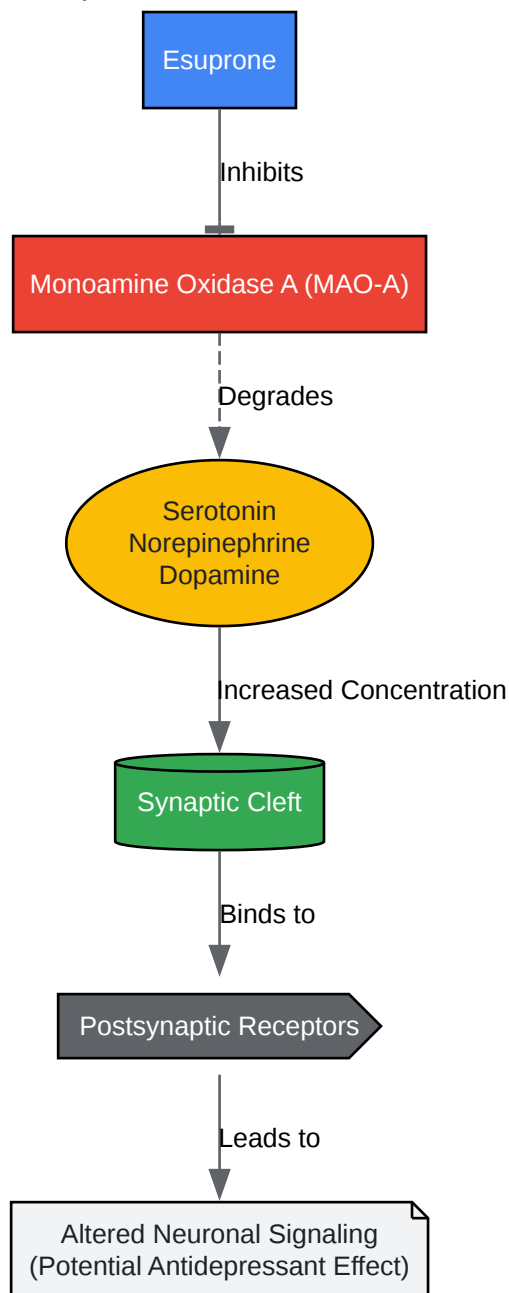 Esuprone
Inhibits
Monoamine Oxidase A (MAO-A)
Degrades
Serotonin
Norepinephrine
Dopamine
Increased Concentration
Synaptic Cleft
Binds to
Postsynaptic Receptors
Leads to
Altered Neuronal Signaling
(Potential Antidepressant Effect)